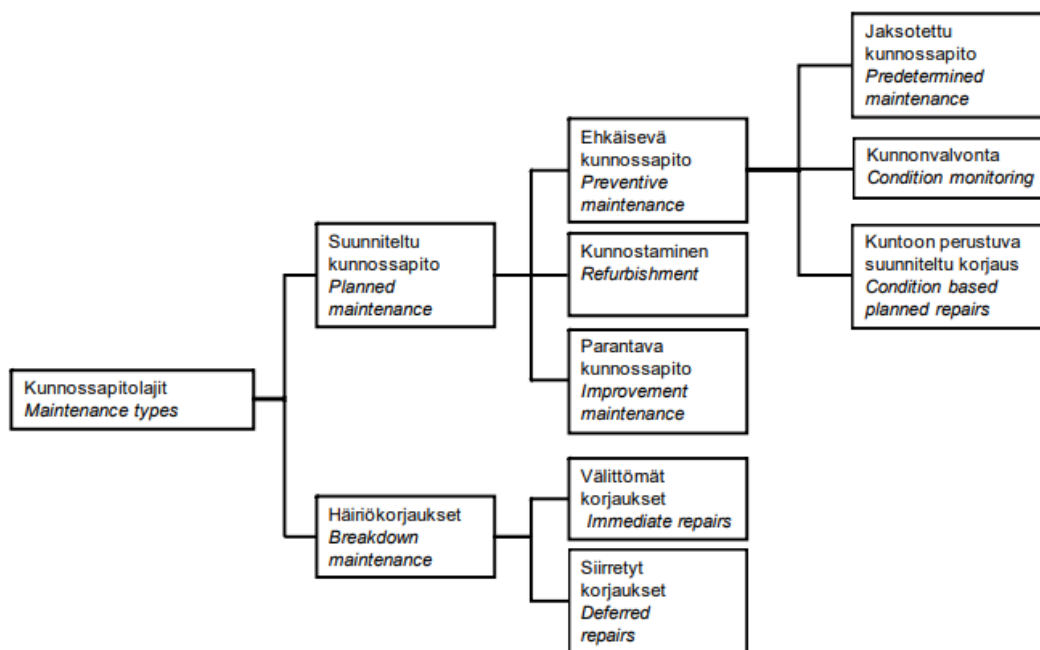 Kunnossapitolajit
Maintenance types
Suunniteltu
kunnossapito
Planned
maintenance
Häiriökorjaukset
Breakdown
maintenance
Ehkäisevä
kunnossapito
Preventive
maintenance
Kunnostaminen
Refurbishment
Parantava
kunnossapito
Improvement
maintenance
Välittömät
korjaukset
Immediate repairs
Siirretyt
korjaukset
Deferred
repairs
Jaksotettu
kunnossapito
Predetermined
maintenance
Kunnonvalvonta
Condition monitoring
Kuntoon perustuva
suunniteltu korjaus
Condition based
planned repairs